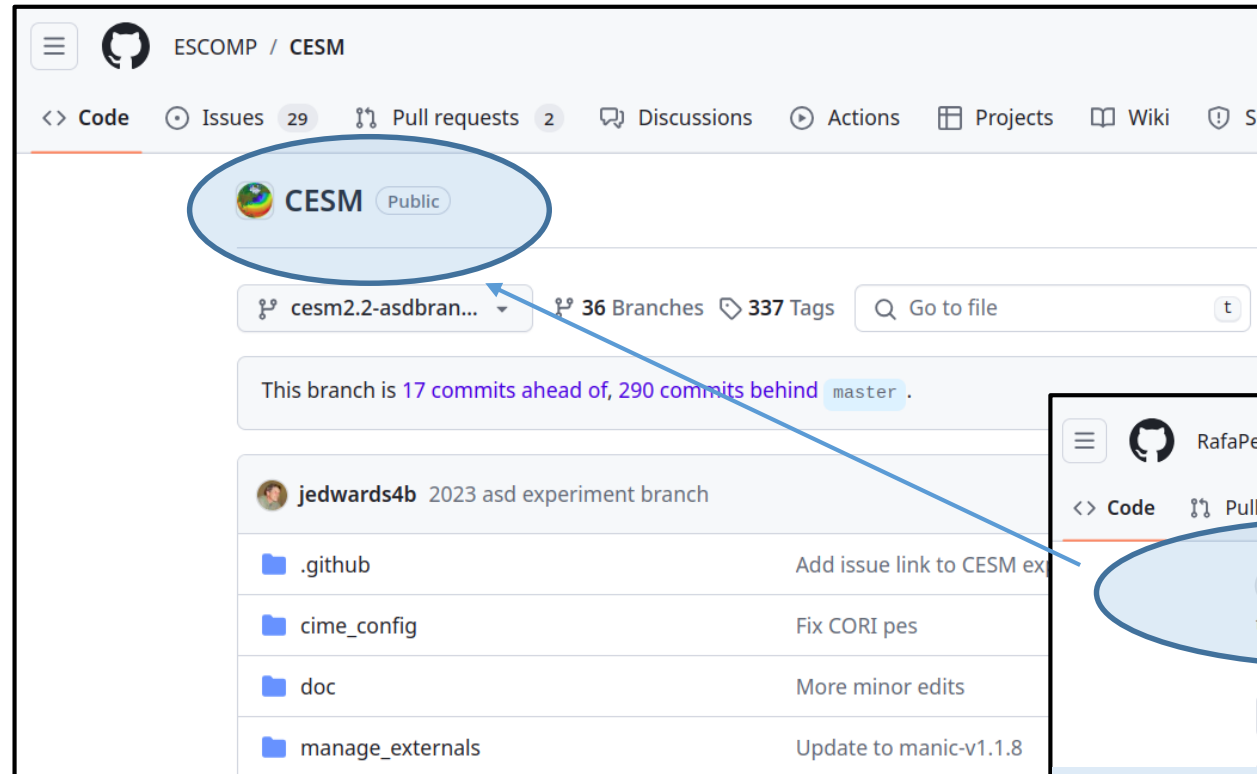 ESCOMP / CESM
Code Issues 29 Pull requests 2 Discussions Actions Projects Wiki
CESM Public
cesm2.2-asdbran... 36 Branches 337 Tags Go to file t
This branch is 17 commits ahead of, 290 commits behind master .
jedwards4b 2023 asd experiment branch
.github Add issue link to CESM
cime_config Fix CORI pes
doc More minor edits
manage_externals Update to manic-v1.1.8
Code